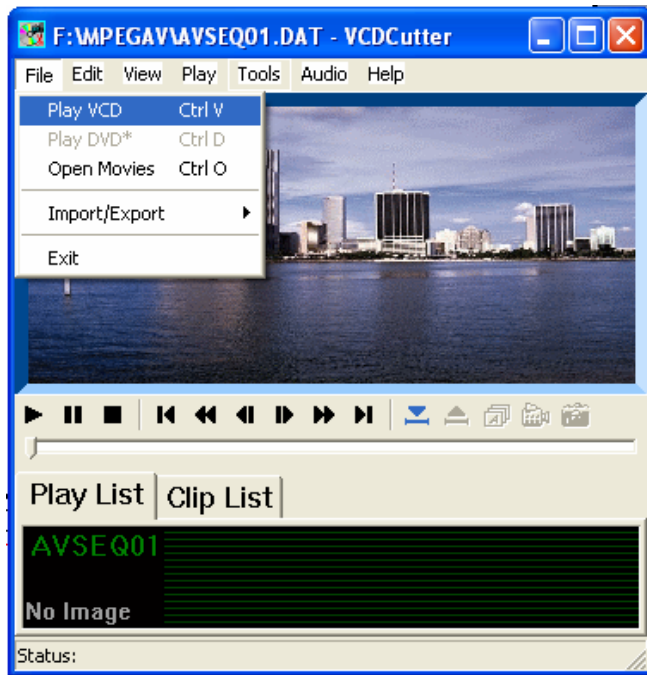 F:\MPEGAV\AVSEQ01.DAT - VCDCutter
File Edit View Play Tools Audio Help
Play VCD Ctrl V
Play DVD* Ctrl D
Open Movies Ctrl O
Import/Export
Exit
Play List Clip List
AVSEQ01
No Image
Status: